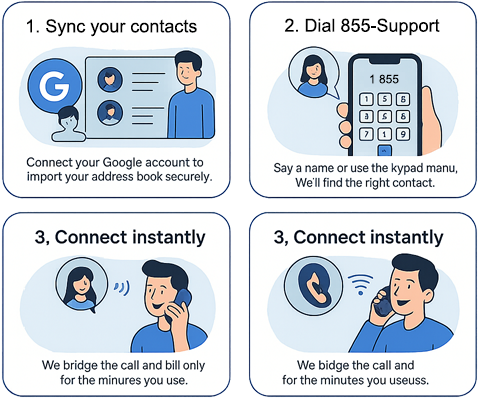 1. Sync your contacts
G
Connect your Google account to
import your address book securely.
2. Dial 855-Support
1 855
1 5 6
3 5 8
7 1 9
Say a name or use the kypad manu,
We'll find the right contact.
3, Connect instantly
We bridge the call and bill only
for the minures you use.
3, Connect instantly
We bidge the call and
for the minutes you useuss.